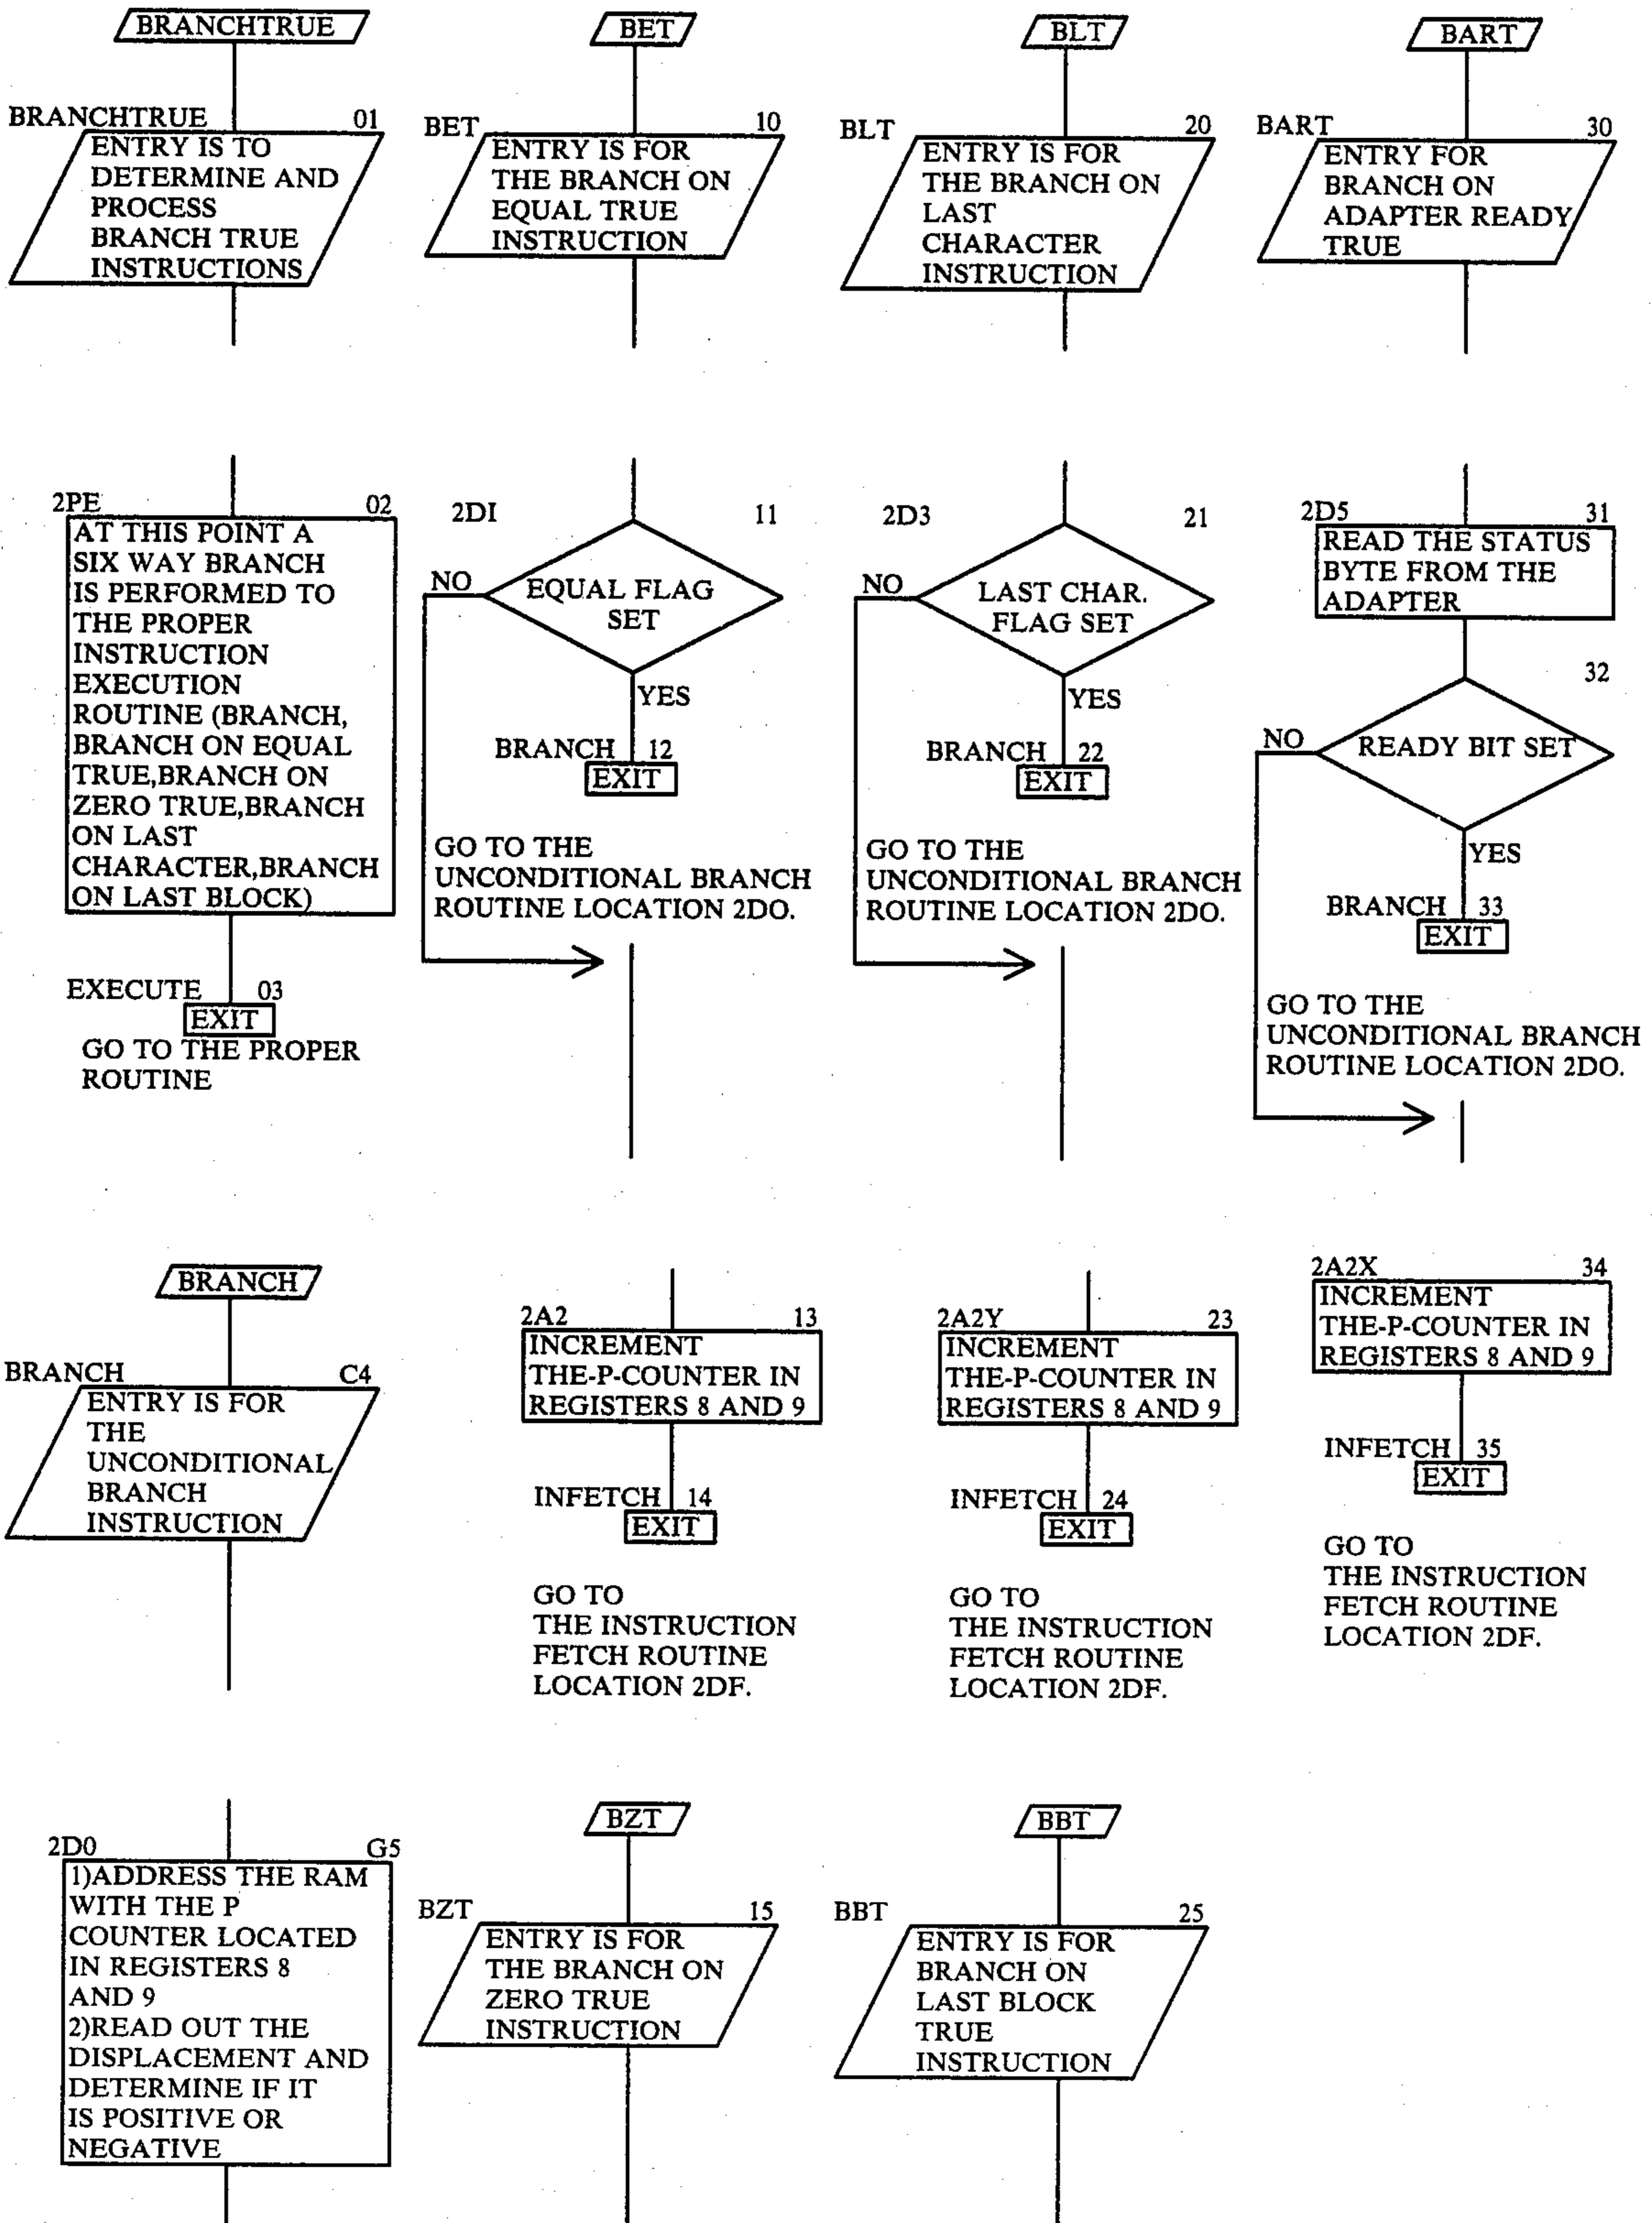 BRANCHTRUE
BRANCHTRUE 01
ENTRY IS TO
DETERMINE AND
PROCESS
BRANCH TRUE
INSTRUCTIONS
2PE 02
AT THIS POINT A
SIX WAY BRANCH
IS PERFORMED TO
THE PROPER
INSTRUCTION
EXECUTION
ROUTINE (BRANCH,
BRANCH ON EQUAL
TRUE,BRANCH ON
ZERO TRUE,BRANCH
ON LAST
CHARACTER,BRANCH
ON LAST BLOCK)
EXECUTE 03
EXIT
GO TO THE PROPER
ROUTINE
BRANCH
BRANCH C4
ENTRY IS FOR
THE
UNCONDITIONAL
BRANCH
INSTRUCTION
2D0 G5
1)ADDRESS THE RAM
WITH THE P
COUNTER LOCATED
IN REGISTERS 8
AND 9
2)READ OUT THE
DISPLACEMENT AND
DETERMINE IF IT
IS POSITIVE OR
NEGATIVE
BET
BET 10
ENTRY IS FOR
THE BRANCH ON
EQUAL TRUE
INSTRUCTION
2DI 11
NO
EQUAL FLAG
SET
YES
BRANCH 12
EXIT
GO TO THE
UNCONDITIONAL BRANCH
ROUTINE LOCATION 2DO.
2A2 13
INCREMENT
THE-P-COUNTER IN
REGISTERS 8 AND 9
INFETCH 14
EXIT
GO TO
THE INSTRUCTION
FETCH ROUTINE
LOCATION 2DF.
BZT
BZT 15
ENTRY IS FOR
THE BRANCH ON
ZERO TRUE
INSTRUCTION
BLT
BLT 20
ENTRY IS FOR
THE BRANCH ON
LAST
CHARACTER
INSTRUCTION
2D3 21
NO
LAST CHAR.
FLAG SET
YES
BRANCH 22
EXIT
GO TO THE
UNCONDITIONAL BRANCH
ROUTINE LOCATION 2DO.
2A2Y 23
INCREMENT
THE-P-COUNTER IN
REGISTERS 8 AND 9
INFETCH 24
EXIT
GO TO
THE INSTRUCTION
FETCH ROUTINE
LOCATION 2DF.
BBT
BBT 25
ENTRY IS FOR
BRANCH ON
LAST BLOCK
TRUE
INSTRUCTION
BART
BART 30
ENTRY FOR
BRANCH ON
ADAPTER READY
TRUE
2D5 31
READ THE STATUS
BYTE FROM THE
ADAPTER
32
NO
READY BIT SET
YES
BRANCH 33
EXIT
GO TO THE
UNCONDITIONAL BRANCH
ROUTINE LOCATION 2DO.
2A2X 34
INCREMENT
THE-P-COUNTER IN
REGISTERS 8 AND 9
INFETCH 35
EXIT
GO TO
THE INSTRUCTION
FETCH ROUTINE
LOCATION 2DF.